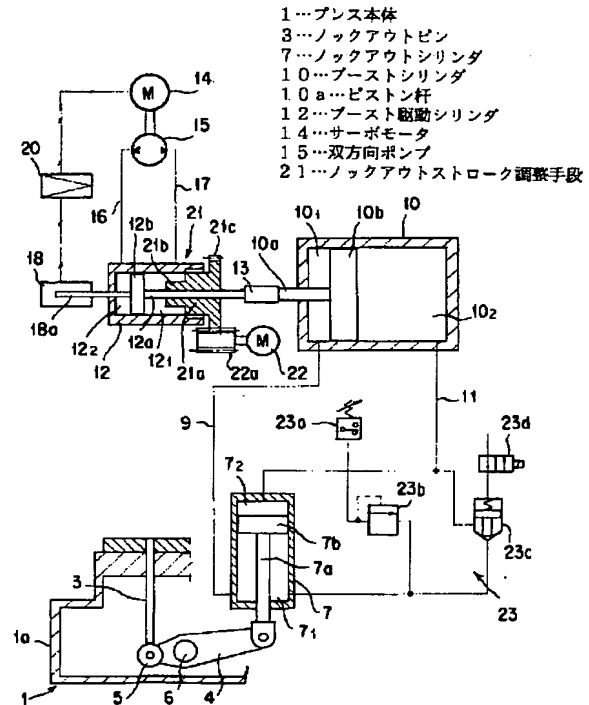 1…プンス本体
3…ノックアウトピン
7…ノックアウトシリンダ
10…ブーストシリンダ
10a…ピストン杆
12…ブースト駆動シリンダ
14…サーボモータ
15…双方向ポンプ
21…ノックアウトストローク調整手段
14
M
15
20
16
17
21
12b
21b
21c
10a
10₁
10b
10
13
18
18a
12₂
12
12a
12₁
21a
22a
M
22
10₂
9
11
23a
23d
7₂
23b
7b
23c
7a
3
7
23
7₁
1a
1
5
6
4